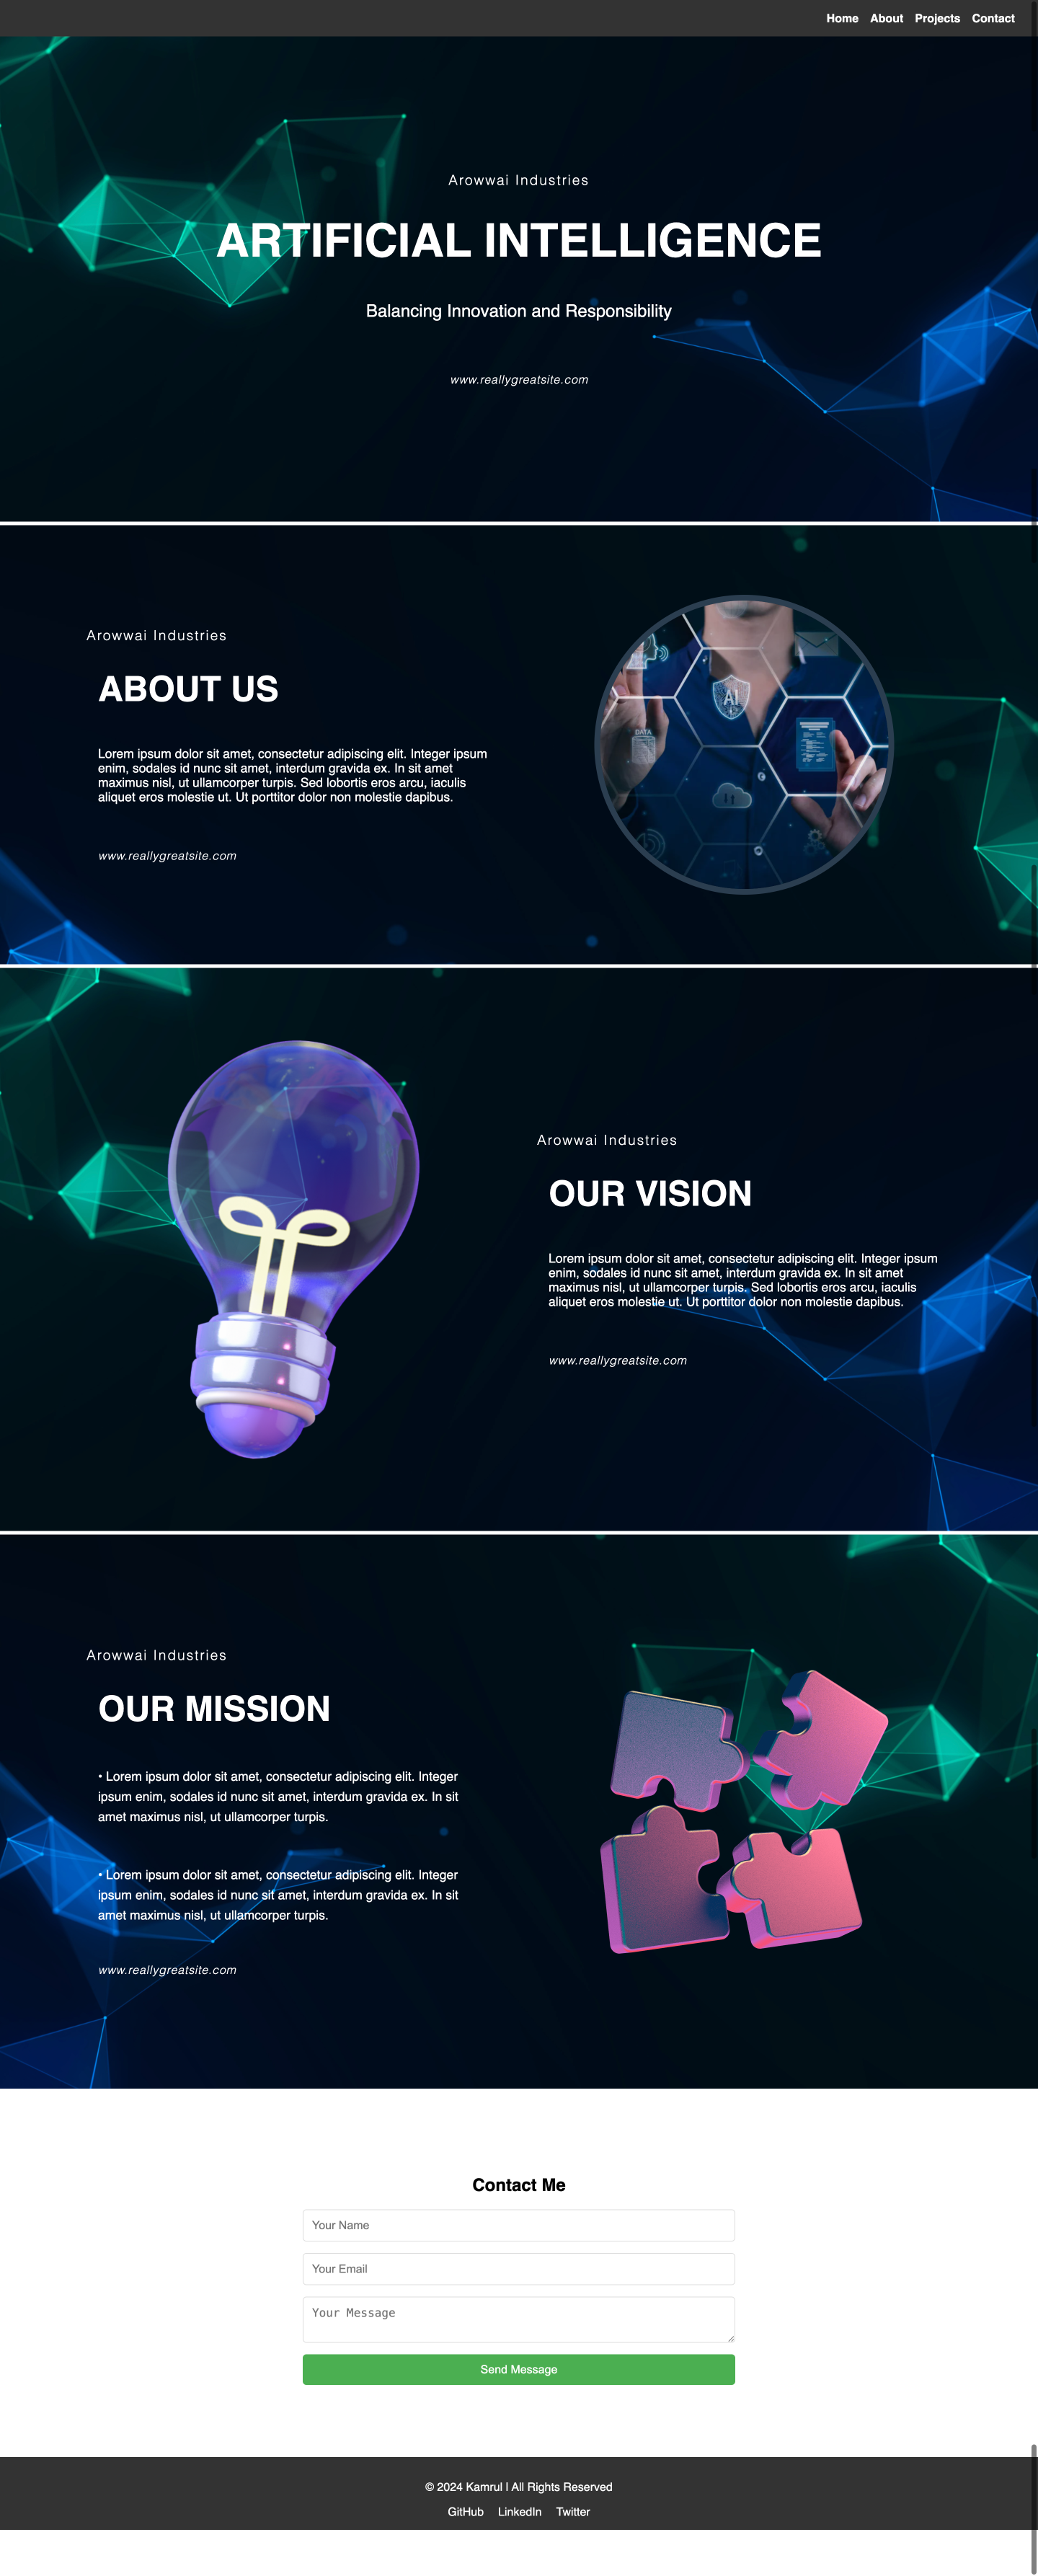 Home About Projects Contact
Arowwai Industries
ARTIFICIAL INTELLIGENCE
Balancing Innovation and Responsibility
www.reallygreatsite.com
Arowwai Industries
ABOUT US
Lorem ipsum dolor sit amet, consectetur adipiscing elit. Integer ipsum
enim, sodales id nunc sit amet, interdum gravida ex. In sit amet
maximus nisl, ut ullamcorper turpis. Sed lobortis eros arcu, iaculis
aliquet eros molestie ut. Ut porttitor dolor non molestie dapibus.
www.reallygreatsite.com
AI
DATA
Arowwai Industries
OUR VISION
Lorem ipsum dolor sit amet, consectetur adipiscing elit. Integer ipsum
enim, sodales id nunc sit amet, interdum gravida ex. In sit amet
maximus nisl, ut ullamcorper turpis. Sed lobortis eros arcu, iaculis
aliquet eros molestie ut. Ut porttitor dolor non molestie dapibus.
www.reallygreatsite.com
Arowwai Industries
OUR MISSION
• Lorem ipsum dolor sit amet, consectetur adipiscing elit. Integer
ipsum enim, sodales id nunc sit amet, interdum gravida ex. In sit
amet maximus nisl, ut ullamcorper turpis.
• Lorem ipsum dolor sit amet, consectetur adipiscing elit. Integer
ipsum enim, sodales id nunc sit amet, interdum gravida ex. In sit
amet maximus nisl, ut ullamcorper turpis.
www.reallygreatsite.com
Contact Me
Your Name
Your Email
Your Message
Send Message
© 2024 Kamrul | All Rights Reserved
GitHub LinkedIn Twitter